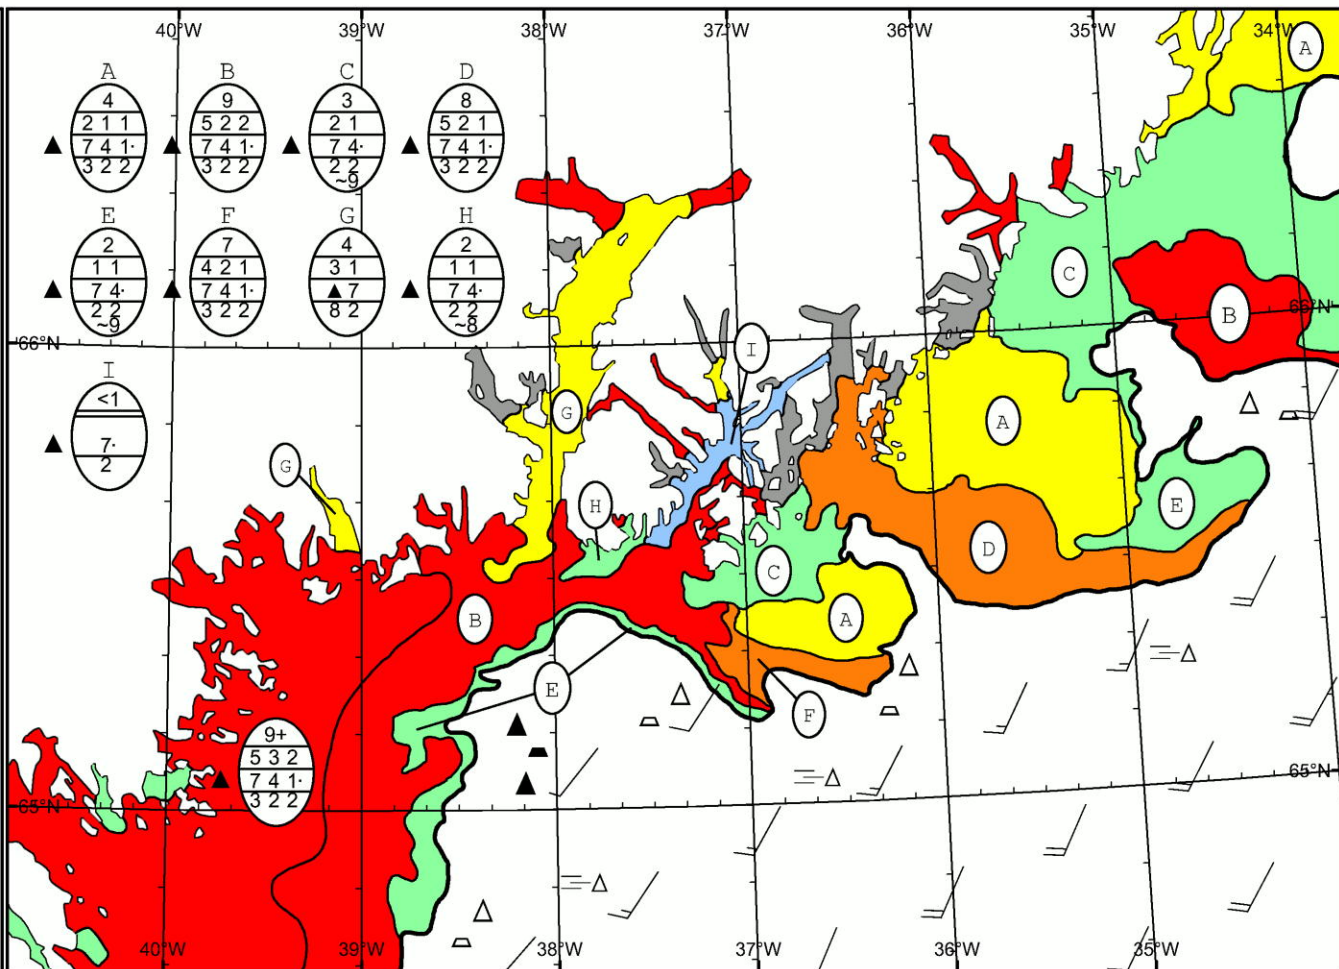 40°W 39°W 38°W 37°W 36°W 35°W 34°W
A B C D
4 9 3 8
2 1 1 5 2 2 2 1 5 2 1
7 4 1· 7 4 1· 7 4· 7 4 1·
3 2 2 3 2 2 2 2 3 2 2
~9
E F G H
2 7 4 2
1 1 4 2 1 3 1 1 1
7 4· 7 4 1· ▲ 7 7 4·
2 2 3 2 2 8 2 2 2
~9 ~8
66°N 66°N
I
<1
7·
2
A
C
B
I
G
A
G
H
E
D
C
B
A
E
F
9+
5 3 2
7 4 1·
3 2 2
65°N 65°N
40°W 39°W 38°W 37°W 36°W 35°W